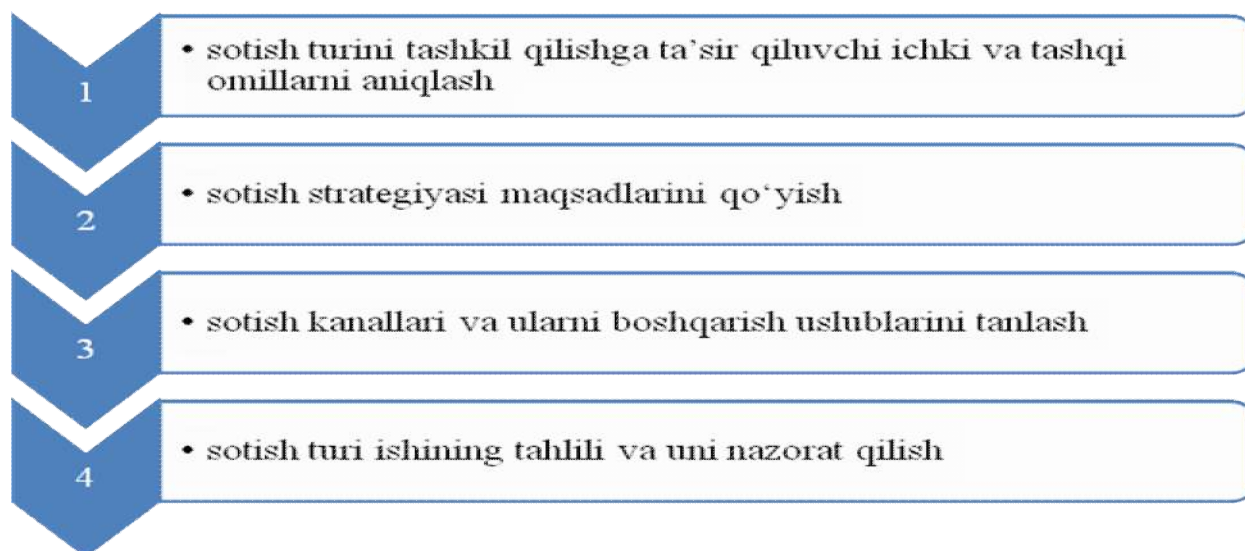 1
• sotish turini tashkil qilishga ta’sir qiluvchi ichki va tashqi
omillarni aniqlash
2
• sotish strategiyasi maqsadlarini qo‘yish
3
• sotish kanallari va ularni boshqarish uslublarini tanlash
4
• sotish turi ishining tahlili va uni nazorat qilish